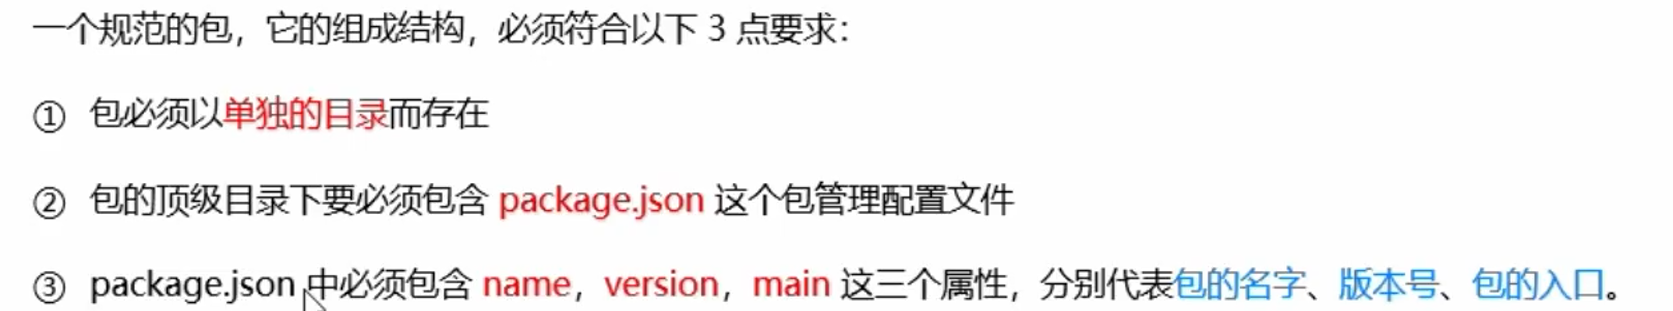 一个规范的包，它的组成结构，必须符合以下 3 点要求：
① 包必须以单独的目录而存在
② 包的顶级目录下要必须包含 package.json 这个包管理配置文件
③ package.json 中必须包含 name，version，main 这三个属性，分别代表包的名字、版本号、包的入口。